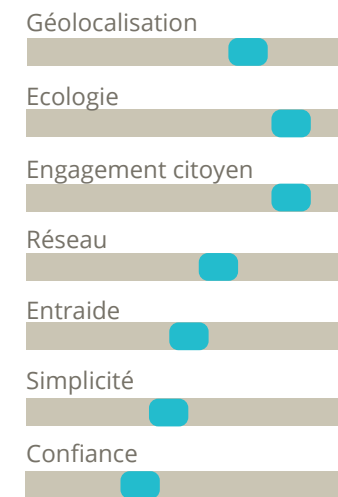 Géolocalisation
Ecologie
Engagement citoyen
Réseau
Entraide
Simplicité
Confiance